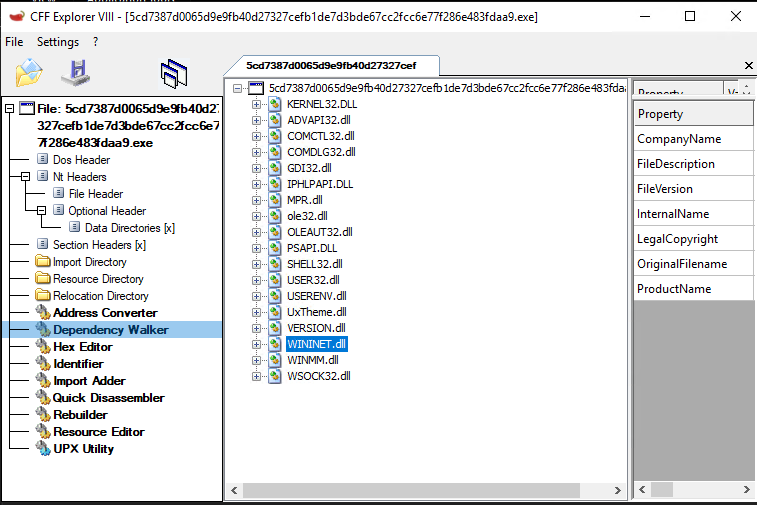 CFF Explorer VIII - [5cd7387d0065d9e9fb40d27327cefb1de7d3bde67cc2fcc6e77f286e483fdaa9.exe]
File Settings ?
5cd7387d0065d9e9fb40d27327cef
File: 5cd7387d0065d9e9fb40d27
327cefb1de7d3bde67cc2fcc6e7
7f286e483fdaa9.exe
Dos Header
Nt Headers
File Header
Optional Header
Data Directories [x]
Section Headers [x]
Import Directory
Resource Directory
Relocation Directory
Address Converter
Dependency Walker
Hex Editor
Identifier
Import Adder
Quick Disassembler
Rebuilder
Resource Editor
UPX Utility
5cd7387d0065d9e9fb40d27327cefb1de7d3bde67cc2fcc6e77f286e483fdaa
KERNEL32.DLL
ADVAPI32.dll
COMCTL32.dll
COMDLG32.dll
GDI32.dll
IPHLPAPI.DLL
MPR.dll
ole32.dll
OLEAUT32.dll
PSAPI.DLL
SHELL32.dll
USER32.dll
USERENV.dll
UxTheme.dll
VERSION.dll
WININET.dll
WINMM.dll
WSOCK32.dll
Property
Property
CompanyName
FileDescription
FileVersion
InternalName
LegalCopyright
OriginalFilename
ProductName